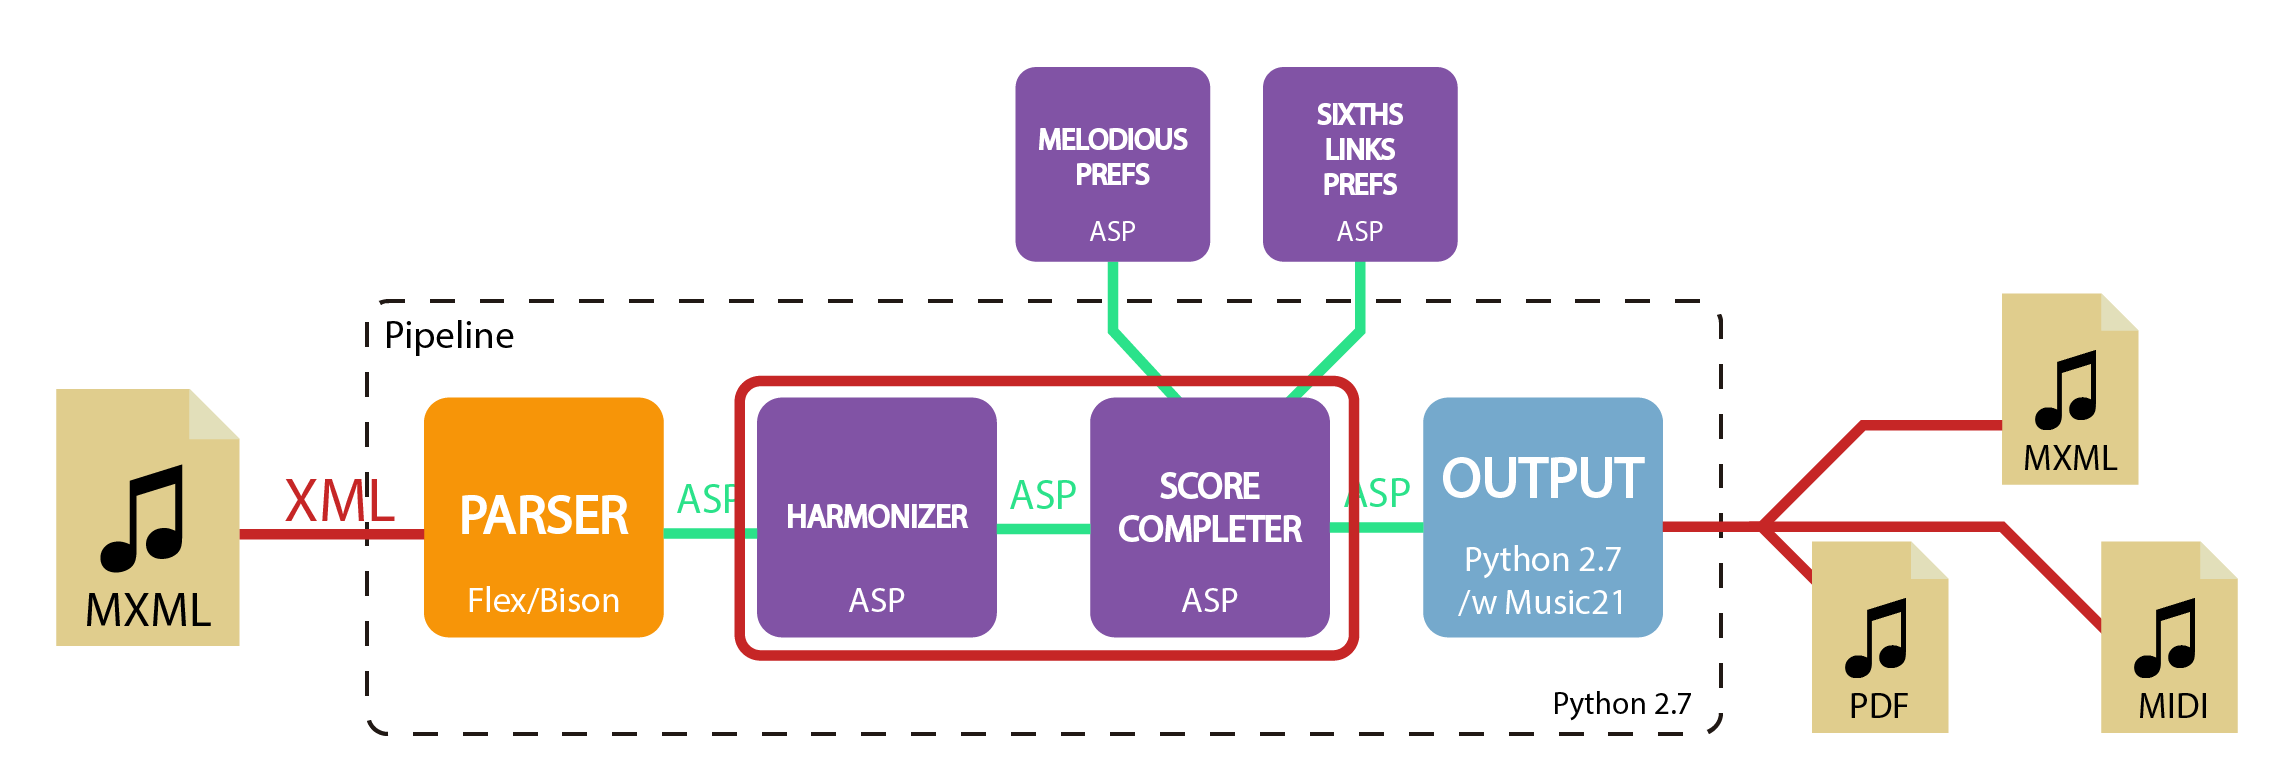 MELODIOUS
PREFS
ASP
SIXTHS
LINKS
PREFS
ASP
Pipeline
MXML
XML
PARSER
Flex/Bison
ASP
HARMONIZER
ASP
ASP
SCORE
COMPLETER
ASP
ASP
OUTPUT
Python 2.7
/w Music21
Python 2.7
MXML
PDF
MIDI